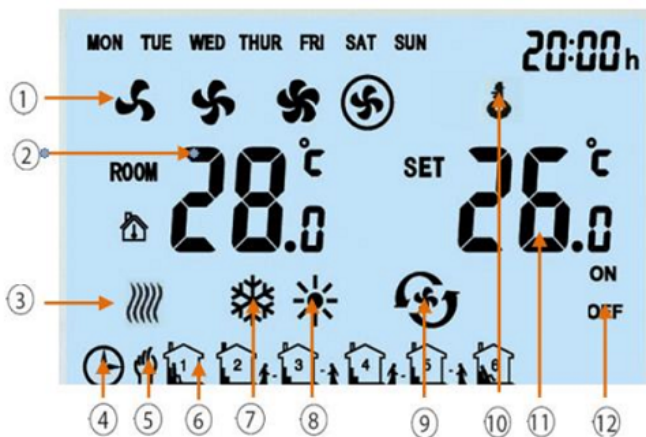 MON TUE WED THUR FRI SAT SUN
20:00h
1
2
ROOM 28.0°C
SET 26.0°C
ON
OFF
3
1 2 3 4 5 6
4 5 6 7 8 9 10 11 12